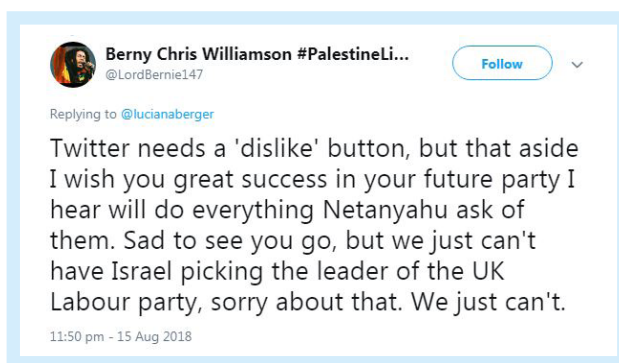 Berny Chris Williamson #PalestineLi...
@LordBernie147
Follow
Replying to @lucianaberger
Twitter needs a 'dislike' button, but that aside
I wish you great success in your future party I
hear will do everything Netanyahu ask of
them. Sad to see you go, but we just can't
have Israel picking the leader of the UK
Labour party, sorry about that. We just can't.
11:50 pm - 15 Aug 2018